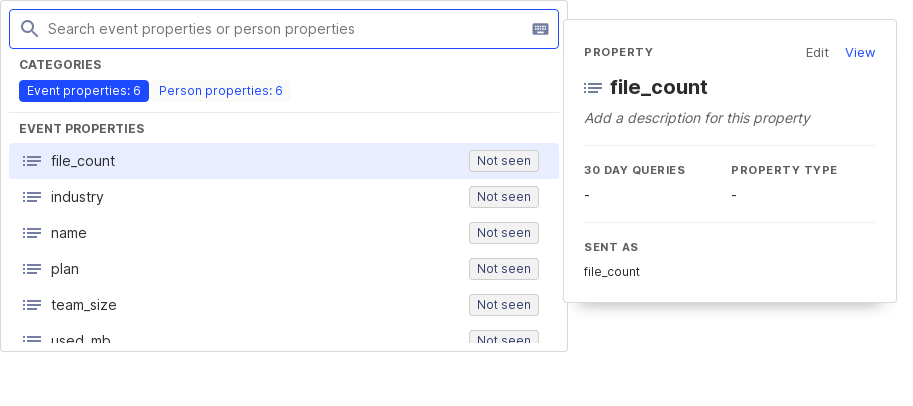 Search event properties or person properties
CATEGORIES
Event properties: 6 Person properties: 6
EVENT PROPERTIES
file_count Not seen
industry Not seen
name Not seen
plan Not seen
team_size Not seen
used_mb Not seen
PROPERTY Edit View
file_count
Add a description for this property
30 DAY QUERIES PROPERTY TYPE
- -
SENT AS
file_count